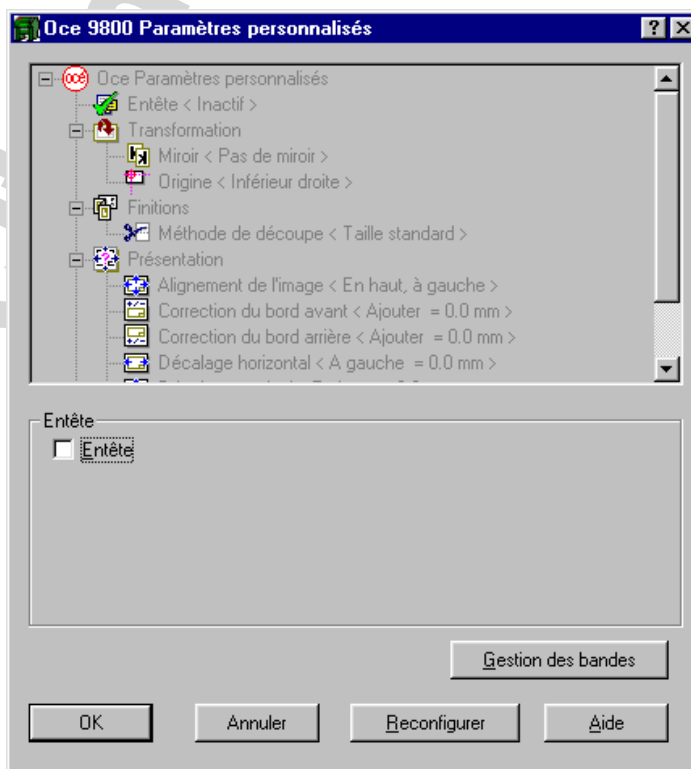 Oce 9800 Paramètres personnalisés
océ Oce Paramètres personnalisés
Entête < Inactif >
Transformation
Miroir < Pas de miroir >
Origine < Inférieur droite >
Finitions
Méthode de découpe < Taille standard >
Présentation
Alignement de l'image < En haut, à gauche >
Correction du bord avant < Ajouter = 0.0 mm >
Correction du bord arrière < Ajouter = 0.0 mm >
Décalage horizontal < A gauche = 0.0 mm >
Entête
Entête
Gestion des bandes
OK Annuler Reconfigurer Aide